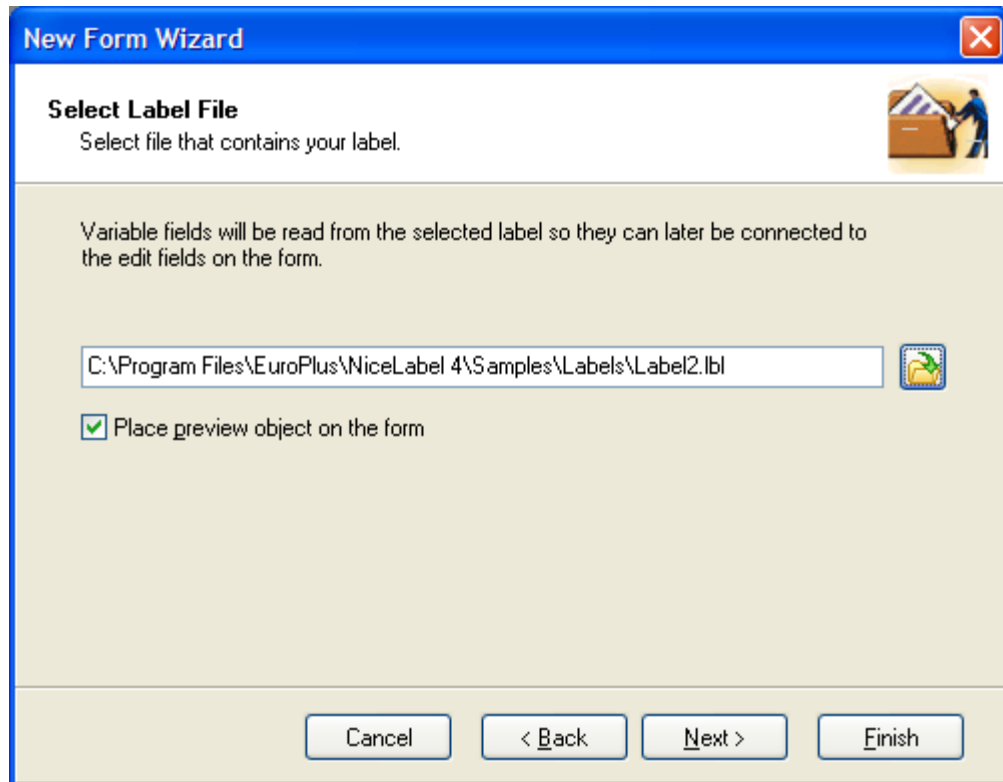 New Form Wizard
Select Label File
Select file that contains your label.
Variable fields will be read from the selected label so they can later be connected to
the edit fields on the form.
C:\Program Files\EuroPlus\NiceLabel 4\Samples\Labels\Label2.lbl
Place preview object on the form
Cancel
< Back
Next >
Finish